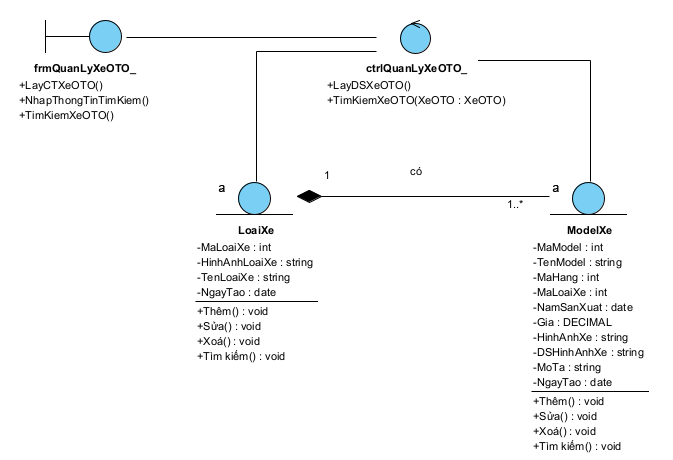 frmQuanLyXeOTO_
+LayCTXeOTO()
+NhapThongTinTimKiem()
+TimKiemXeOTO()
ctrlQuanLyXeOTO_
+LayDSXeOTO()
+TimKiemXeOTO(XeOTO : XeOTO)
a
1
có
1..*
a
LoaiXe
-MaLoaiXe : int
-HinhAnhLoaiXe : string
-TenLoaiXe : string
-NgayTao : date
+Thêm() : void
+Sửa() : void
+Xoá() : void
+Tìm kiếm() : void
ModelXe
-MaModel : int
-TenModel : string
-MaHang : int
-MaLoaiXe : int
-NamSanXuat : date
-Gia : DECIMAL
-HinhAnhXe : string
-DSHinhAnhXe : string
-MoTa : string
-NgayTao : date
+Thêm() : void
+Sửa() : void
+Xoá() : void
+Tìm kiếm() : void